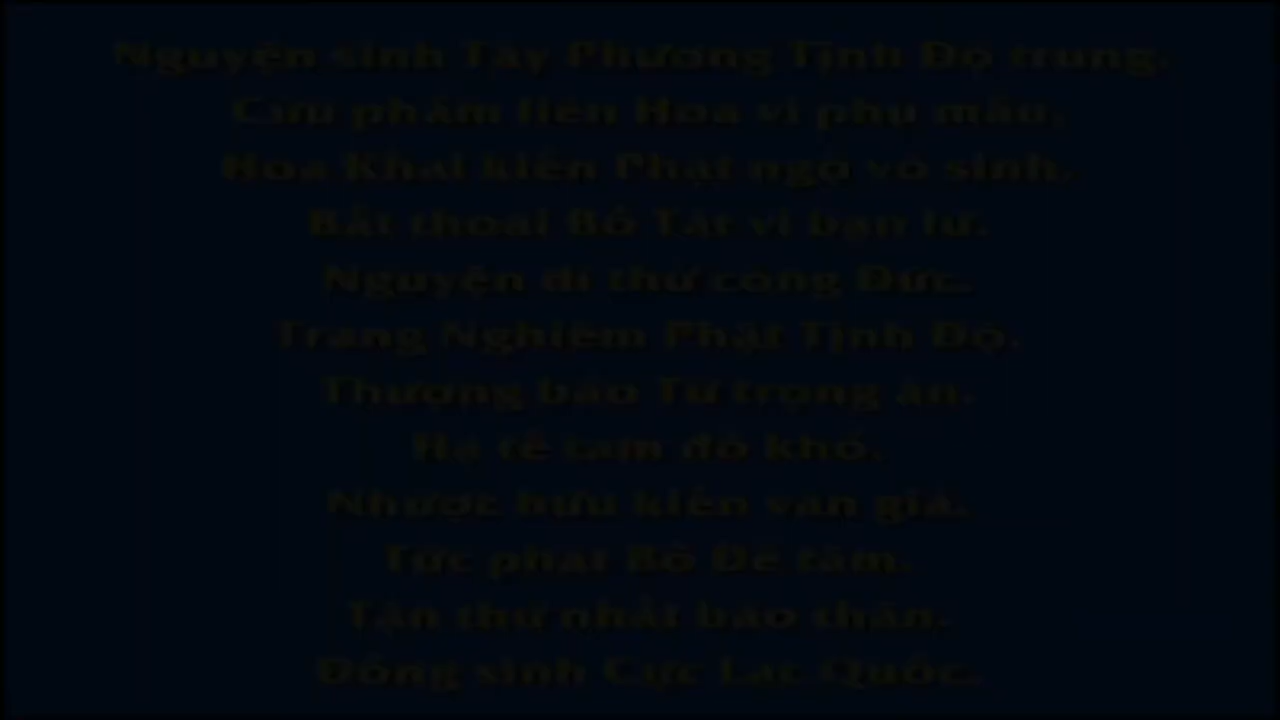 Nguyện sinh Tây Phương Tịnh Độ trung.
Cửu phẩm liên Hoa vi phụ mẫu.
Hoa Khai kiến Phật ngộ vô sinh.
Bất thoái Bồ Tát vi bạn lữ.
Nguyện dĩ thử công Đức.
Trang Nghiêm Phật Tịnh Độ.
Thượng báo Tứ trọng ân.
Hạ tế tam đồ khổ.
Nhược hữu kiến văn giả.
Tức phát Bồ Đề tâm.
Tận thử nhất báo thân.
Đồng sinh Cực Lạc Quốc.